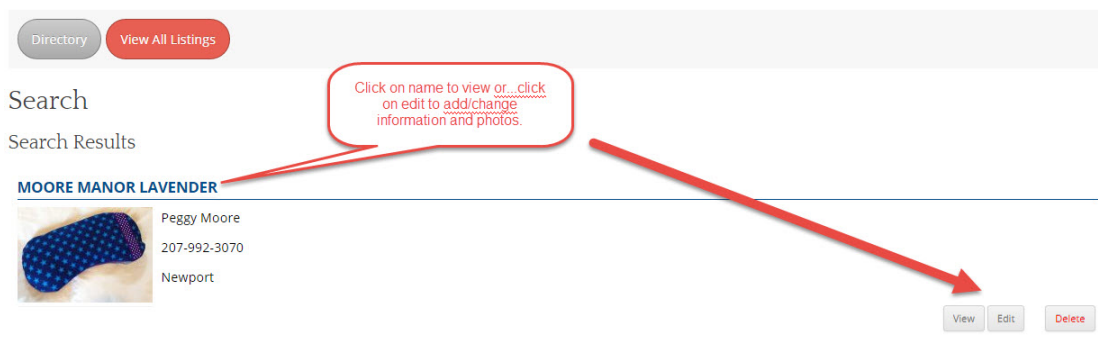 Directory View All Listings
Click on name to view or...click
on edit to add/change
information and photos.
Search
Search Results
MOORE MANOR LAVENDER
Peggy Moore
207-992-3070
Newport
View Edit Delete